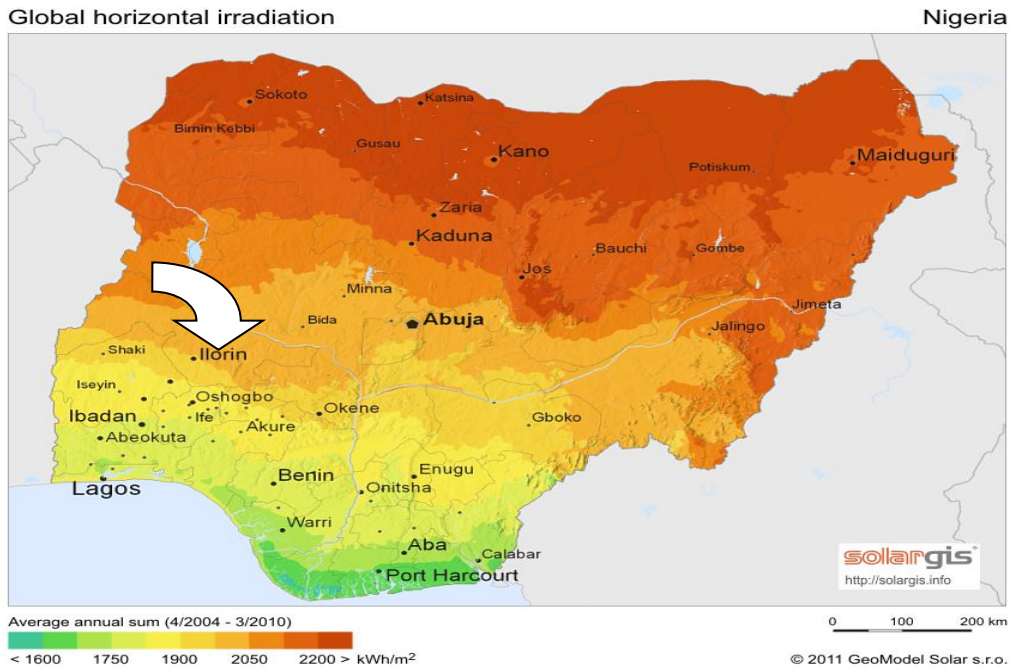 Global horizontal irradiation
Nigeria
Sokoto
Katsina
Birnin Kebbi
Gusau
Kano
Potiskum
Maiduguri
Zaria
Kaduna
Bauchi
Gombe
Jos
Minna
Jimeta
Bida
Abuja
Jalingo
Shaki
Ilorin
Iseyin
Oshogbo
Okene
Ibadan
Ife
Akure
Gboko
Abeokuta
Benin
Enugu
Lagos
Onitsha
Warri
Aba
Calabar
Port Harcourt
solargis
http://solargis.info
Average annual sum (4/2004 - 3/2010)
0 100 200 km
< 1600 1750 1900 2050 2200 > kWh/m²
© 2011 GeoModel Solar s.r.o.